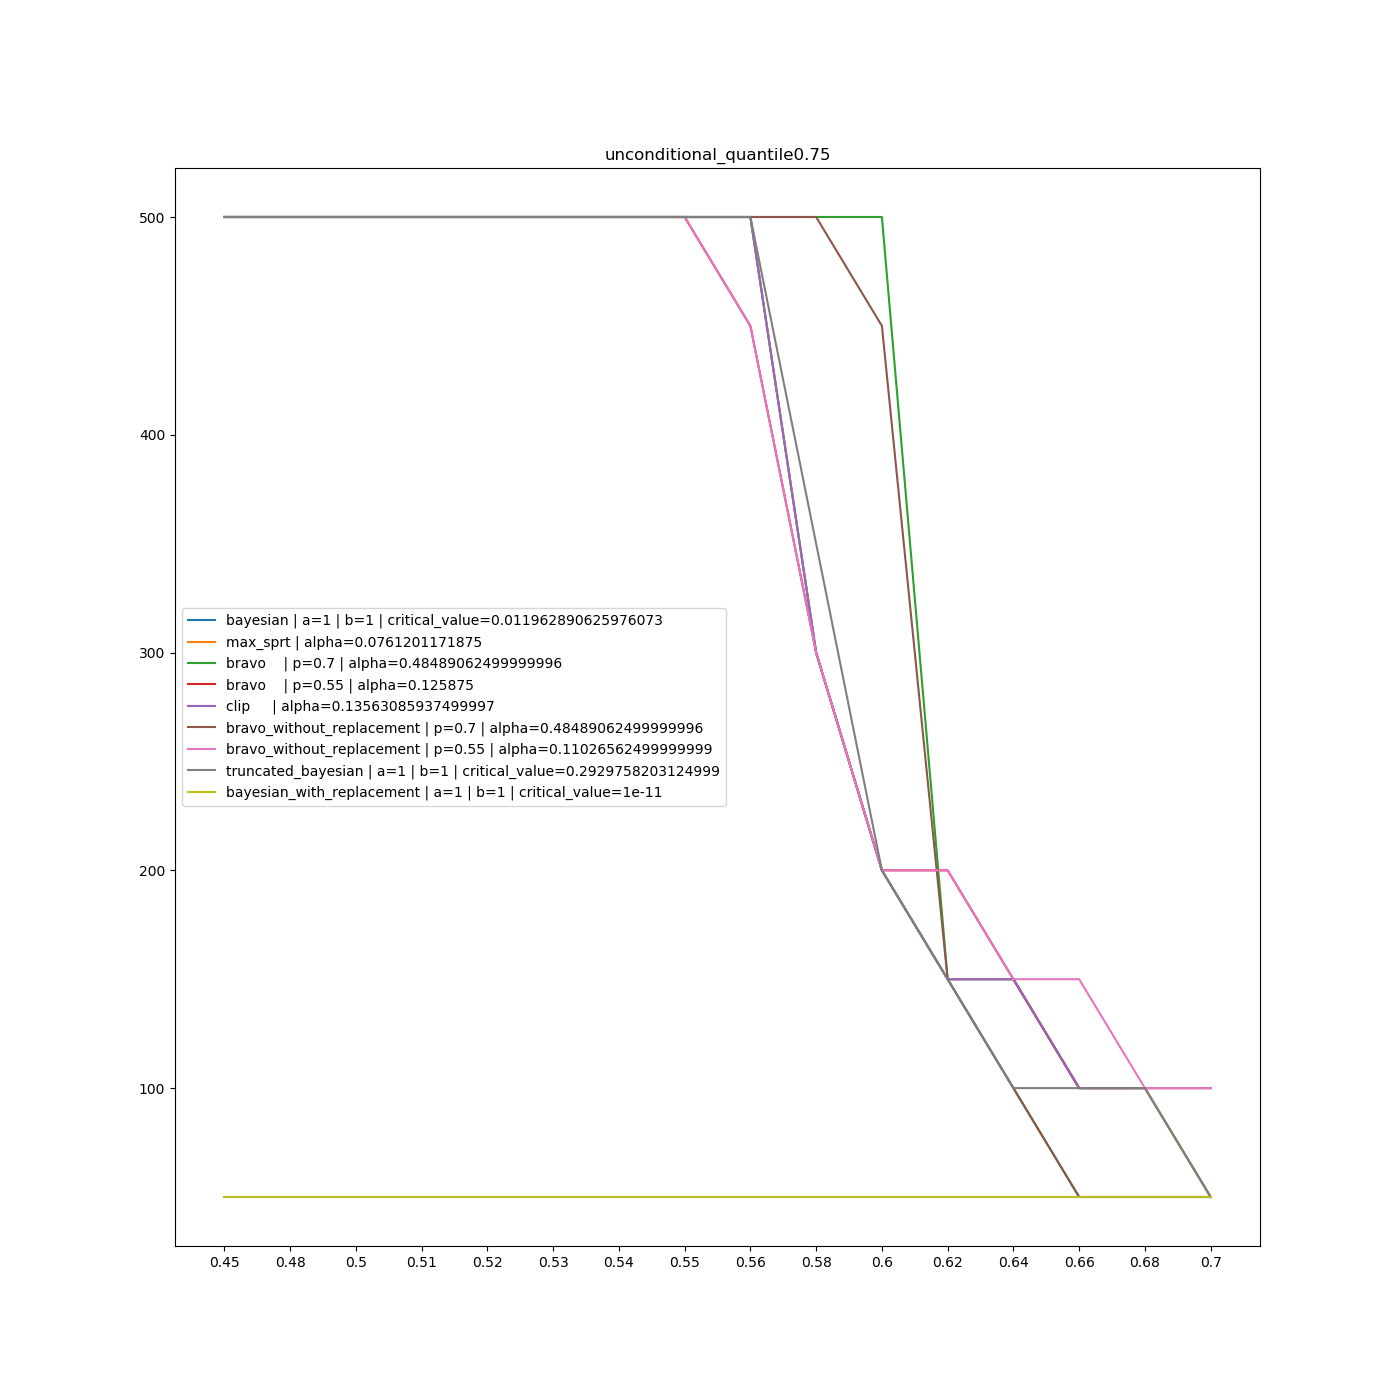 unconditional_quantile0.75
500
400
300
200
100
bayesian | a=1 | b=1 | critical_value=0.011962890625976073
max_sprt | alpha=0.0761201171875
bravo    | p=0.7 | alpha=0.48489062499999996
bravo    | p=0.55 | alpha=0.125875
clip     | alpha=0.13563085937499997
bravo_without_replacement | p=0.7 | alpha=0.48489062499999996
bravo_without_replacement | p=0.55 | alpha=0.11026562499999999
truncated_bayesian | a=1 | b=1 | critical_value=0.2929758203124999
bayesian_with_replacement | a=1 | b=1 | critical_value=1e-11
0.45 0.48 0.5 0.51 0.52 0.53 0.54 0.55 0.56 0.58 0.6 0.62 0.64 0.66 0.68 0.7